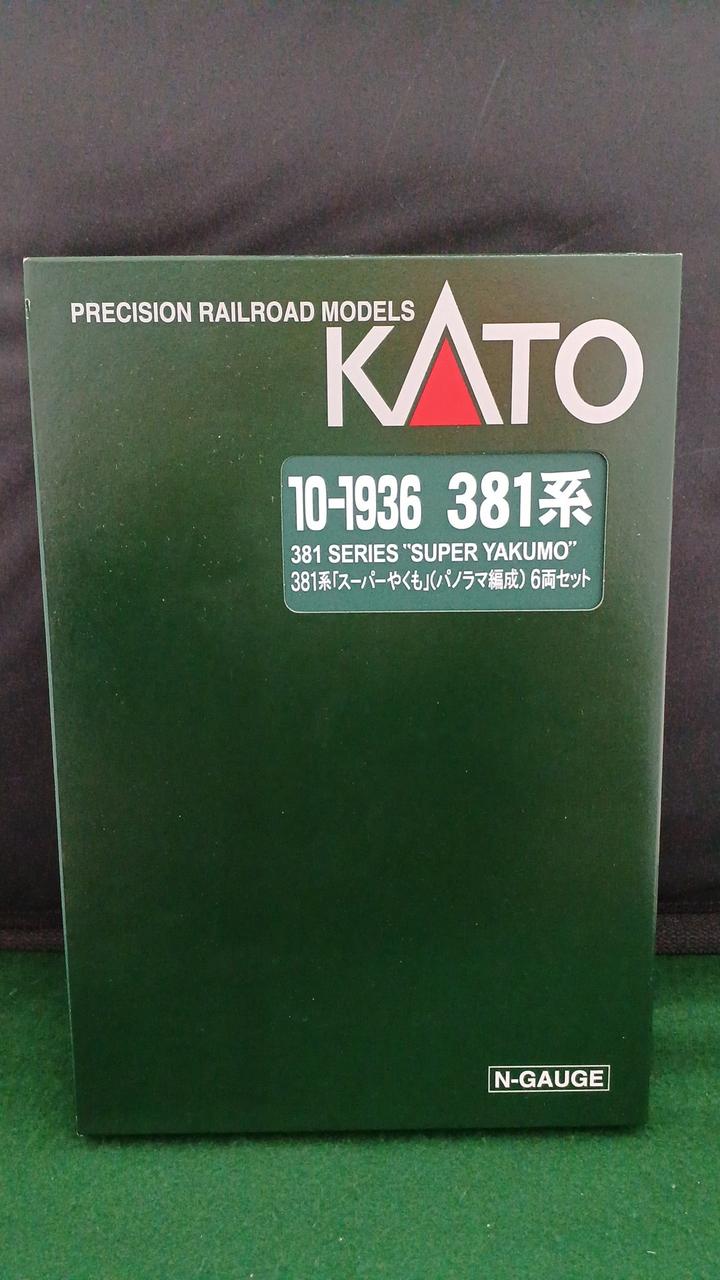 PRECISION RAILROAD MODELS
KATO
10-1936 381系
381 SERIES "SUPER YAKUMO"
381系「スーパーやくも」(パノラマ編成) 6両セット
N-GAUGE